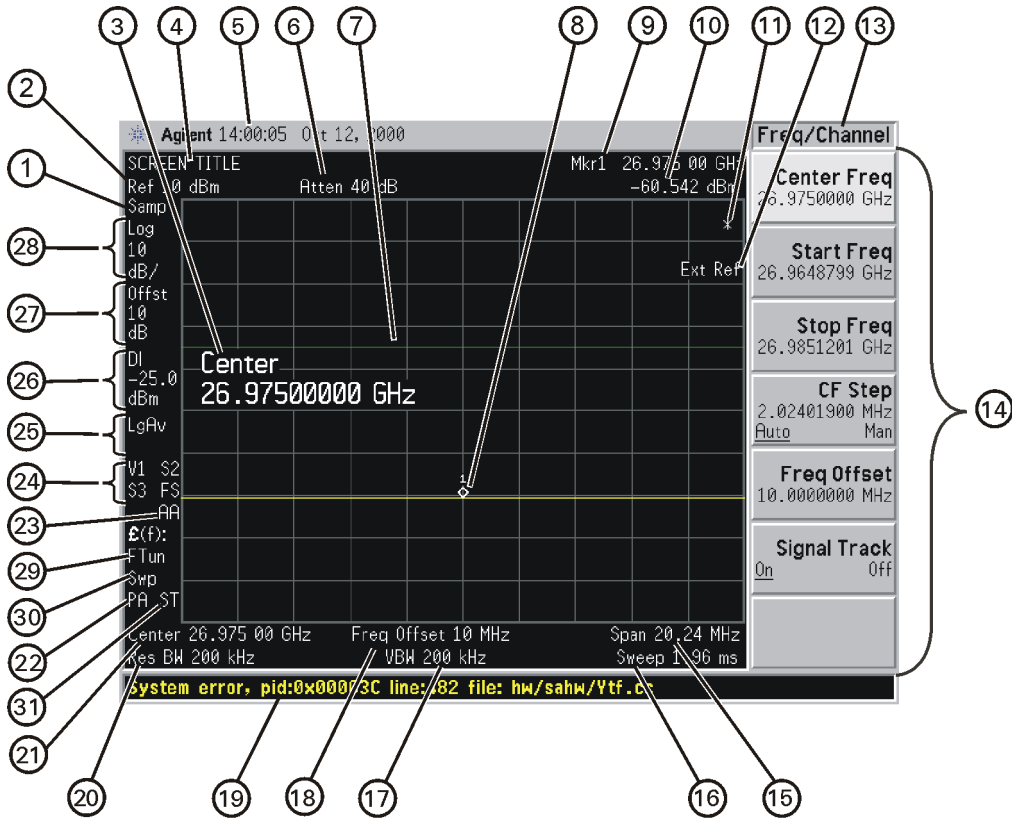 3 4 5 6 7 8 9 10 11 12 13
2
Agilent 14:00:05 Oct 12, 2000
Freq/Channel
SCREEN TITLE
Mkr1 26.975 00 GHz
1
Ref
dBm
Atten 40 dB
-60.542 dBm
Samp
Center Freq
26.9750000 GHz
28
Log
10
dB/
Ext Ref
Start Freq
26.9648799 GHz
27
Offst
10
dB
Stop Freq
26.9851201 GHz
26
Dl
-25.0
dBm
Center
26.97500000 GHz
CF Step
2.02401900 MHz
Auto Man
14
25
LgAv
24
V1 S2
S3 FS
1
Freq Offset
10.0000000 MHz
23
AA
£(f):
29
FTun
Signal Track
On Off
30
Swp
22
PA ST
Center 26.975 00 GHz
Freq Offset 10 MHz
Span 20.24 MHz
31
Res BW 200 kHz
VBW 200 kHz
Sweep
96 ms
System error, pid:0x00003C line: 82 file: hw/sahw/Ytf.cc
21
20 19 18 17 16 15